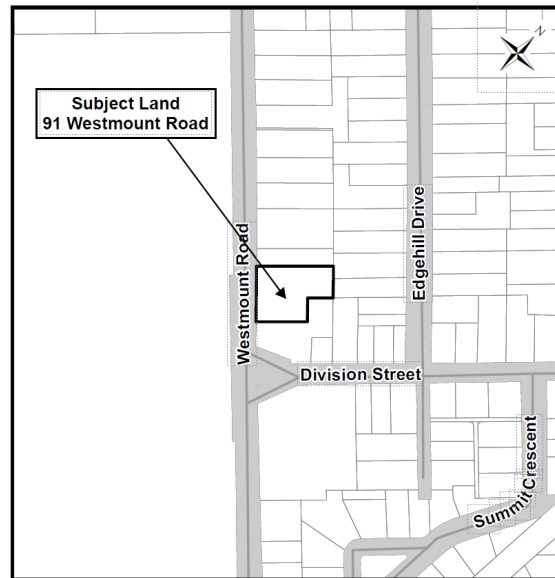 N
Subject Land
91 Westmount Road
Westmount Road
Edgehill Drive
Division Street
Summit Crescent